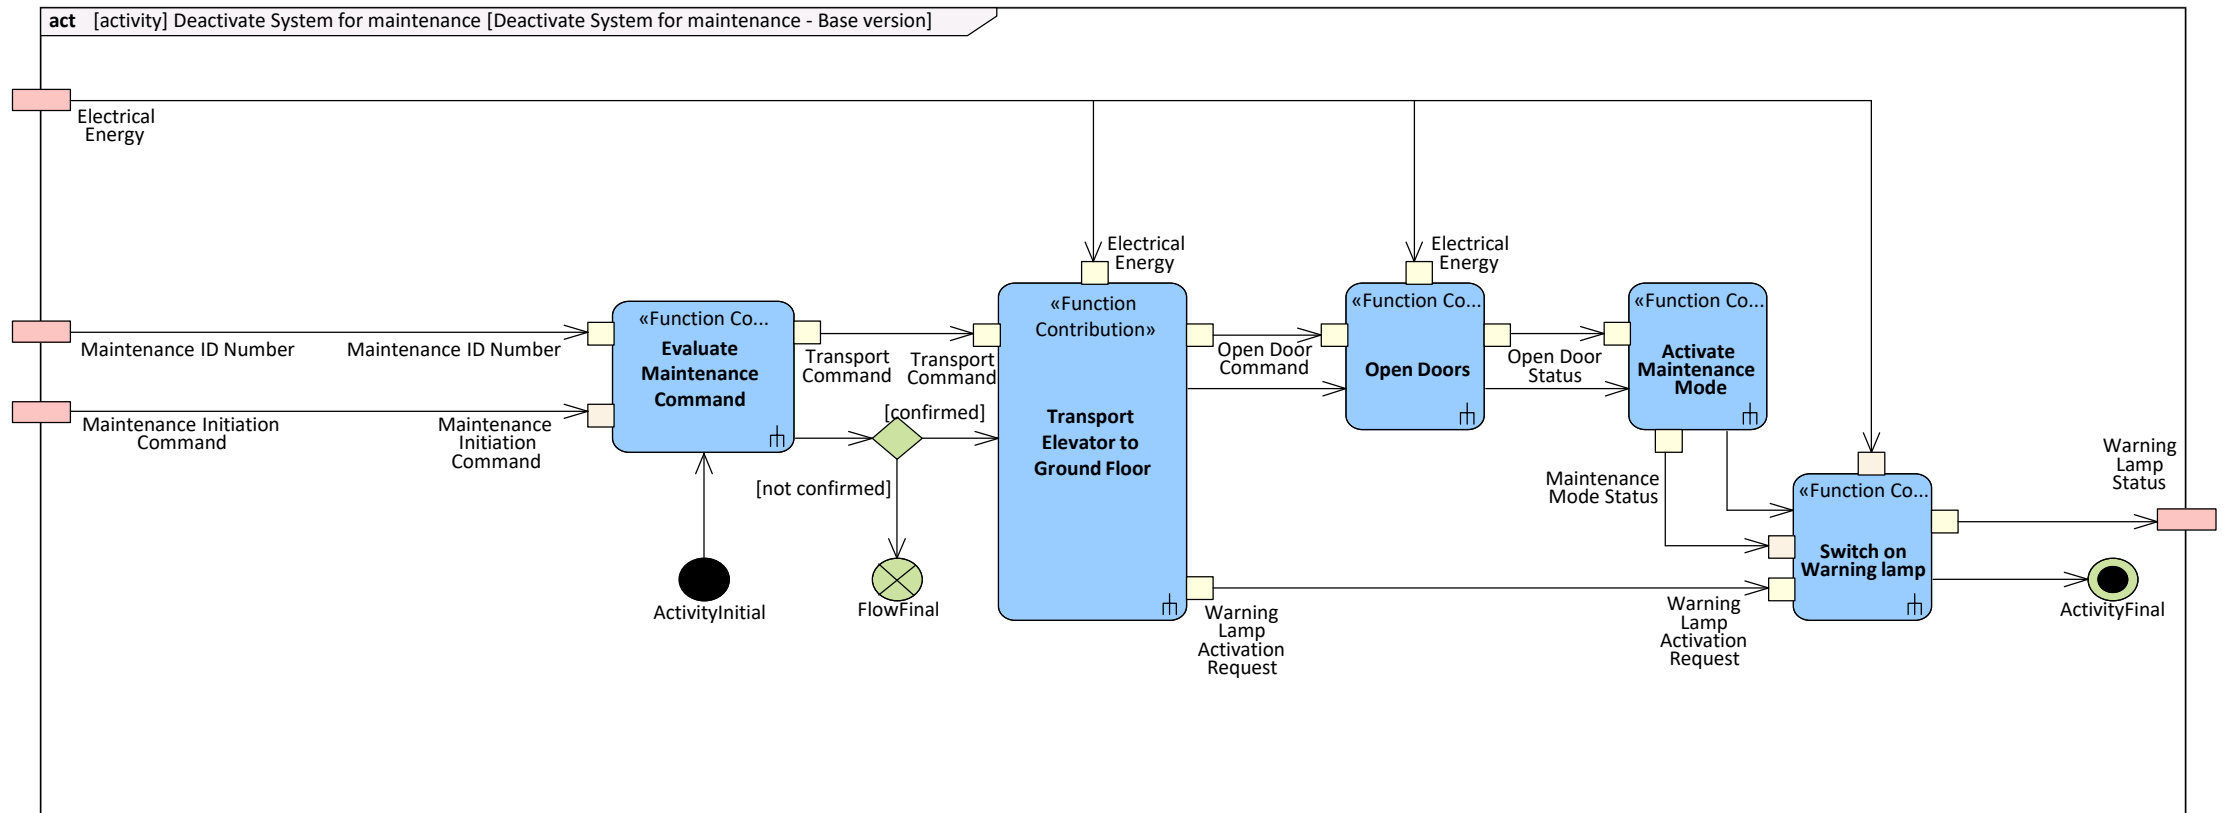 act [activity] Deactivate System for maintenance [Deactivate System for maintenance - Base version]
Electrical
Energy
Electrical
Energy
Electrical
Energy
Maintenance ID Number
Maintenance ID Number
Maintenance Initiation
Command
Maintenance
Initiation
Command
«Function Co...
Evaluate
Maintenance
Command
Transport
Command
Transport
Command
[confirmed]
[not confirmed]
ActivityInitial
FlowFinal
«Function
Contribution»
Transport
Elevator to
Ground Floor
Open Door
Command
Warning
Lamp
Activation
Request
«Function Co...
Open Doors
Open Door
Status
«Function Co...
Activate
Maintenance
Mode
Maintenance
Mode Status
Warning
Lamp
Activation
Request
«Function Co...
Switch on
Warning lamp
Warning
Lamp
Status
ActivityFinal